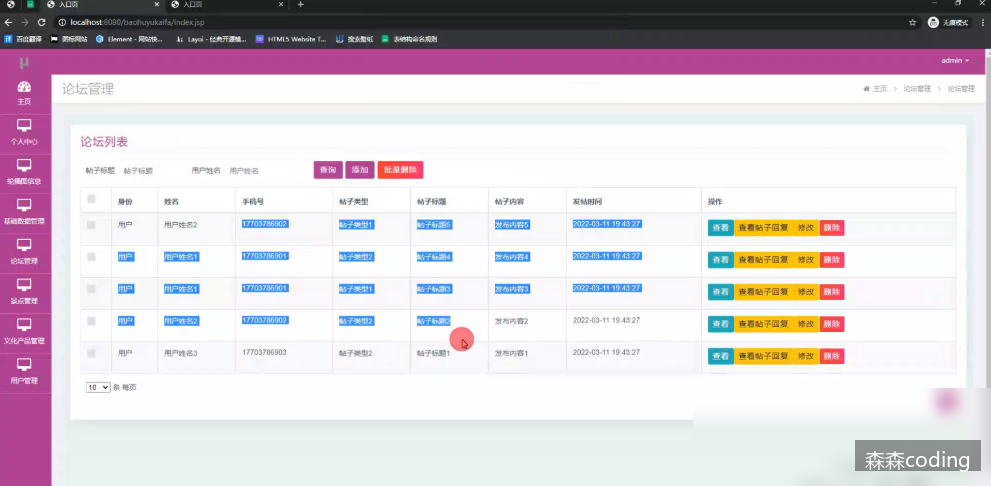 入口页 入口页
localhost:8080/baohuyukaifa/index.jsp 无痕模式
百度翻译 图标网站 Element - 网站快... Layui - 经典开源模... HTML5 Website T... 搜索壁纸 表结构命名规则
μ admin
主页
个人中心
轮播图信息
基础数据管理
论坛管理
景点管理
文化产品管理
用户管理
论坛管理 主页 > 论坛管理 > 论坛管理
论坛列表
帖子标题 帖子标题 用户姓名 用户姓名 查询 添加 批量删除
身份 姓名 手机号 帖子类型 帖子标题 帖子内容 发帖时间 操作
用户 用户姓名2 17703786902 帖子类型1 帖子标题5 发布内容5 2022-03-11 19:43:27 查看 查看帖子回复 修改 删除
用户 用户姓名1 17703786901 帖子类型2 帖子标题4 发布内容4 2022-03-11 19:43:27 查看 查看帖子回复 修改 删除
用户 用户姓名1 17703786901 帖子类型1 帖子标题3 发布内容3 2022-03-11 19:43:27 查看 查看帖子回复 修改 删除
用户 用户姓名2 17703786902 帖子类型2 帖子标题2 发布内容2 2022-03-11 19:43:27 查看 查看帖子回复 修改 删除
用户 用户姓名3 17703786903 帖子类型2 帖子标题1 发布内容1 2022-03-11 19:43:27 查看 查看帖子回复 修改 删除
10 条 每页
森森coding